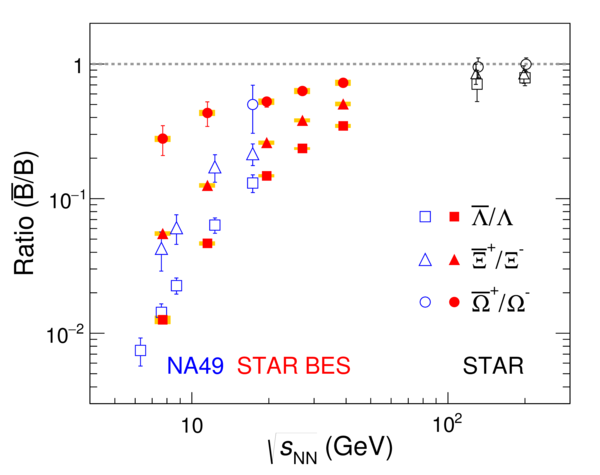 Ratio (B̅/B)
1
10⁻¹
10⁻²
Λ̅/Λ
Ξ̅⁺/Ξ⁻
Ω̅⁺/Ω⁻
NA49 STAR BES STAR
10 10²
√sNN (GeV)